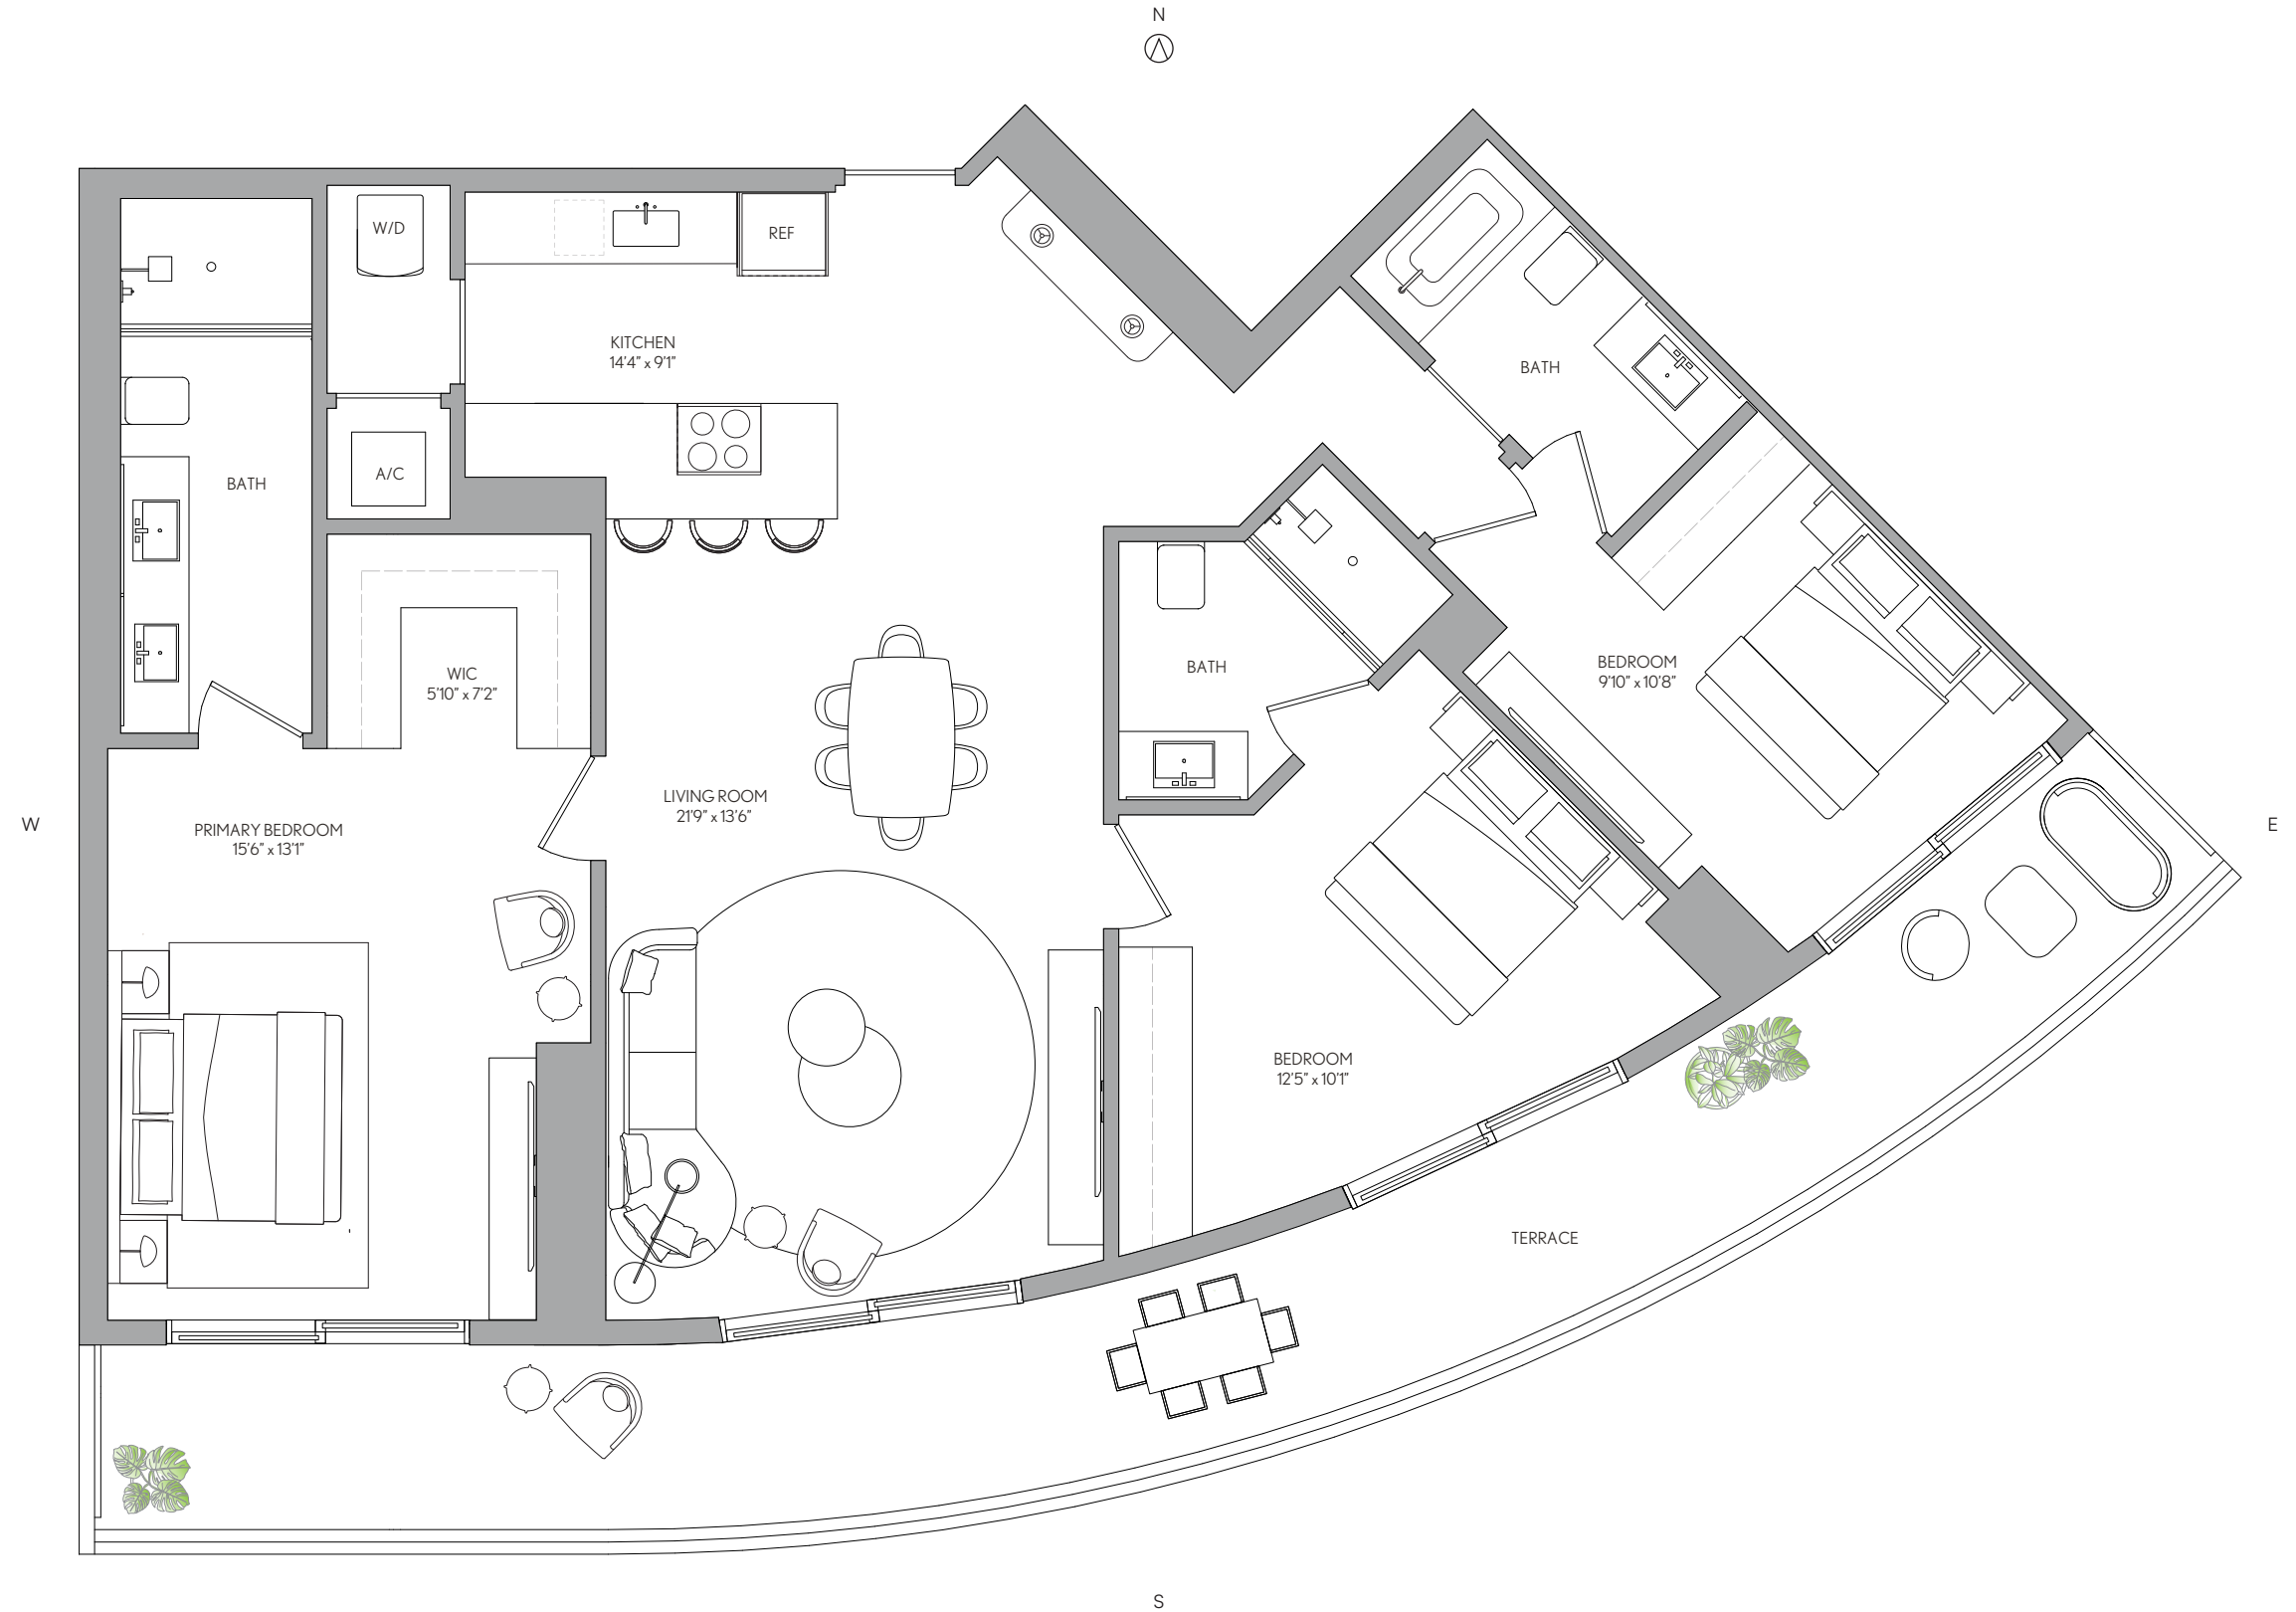 N
W/D
REF
KITCHEN
14'4" x 9'1"
BATH
A/C
BATH
WIC
5'10" x 7'2"
BATH
BEDROOM
9'10" x 10'8"
LIVING ROOM
21'9" x 13'6"
W
E
PRIMARY BEDROOM
15'6" x 13'1"
BEDROOM
12'5" x 10'1"
TERRACE
S